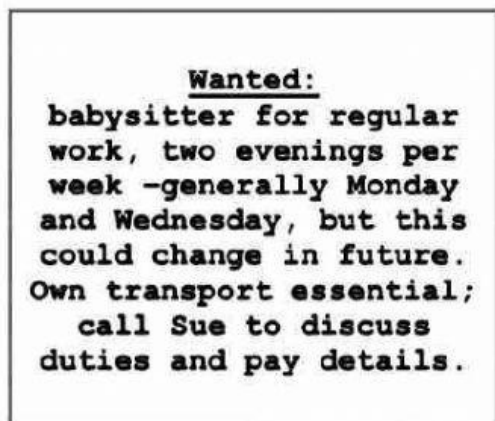 Wanted:
babysitter for regular
work, two evenings per
week -generally Monday
and Wednesday, but this
could change in future.
Own transport essential;
call Sue to discuss
duties and pay details.